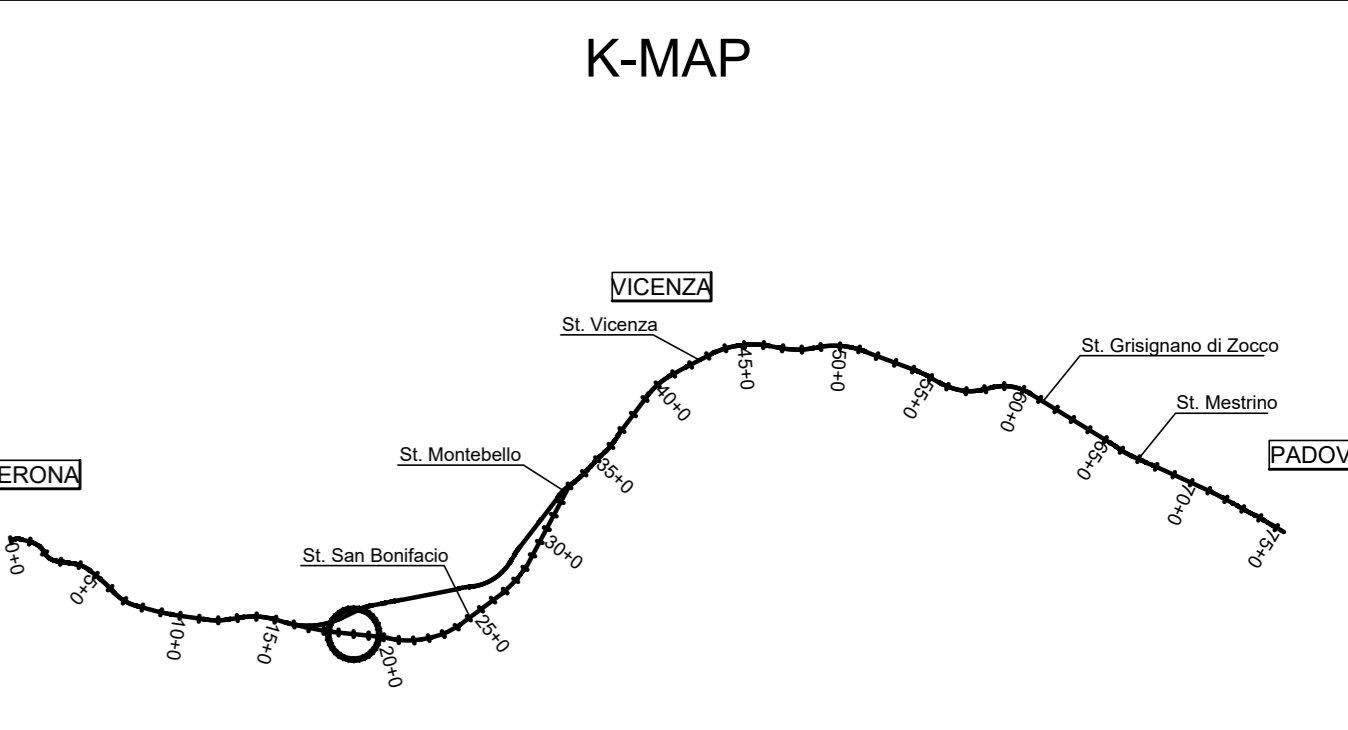 K-MAP
VICENZA
St. Vicenza
St. Grisignano di Zocco
St. Mestrino
St. Montebello
ERONA
PADOV
St. San Bonifacio
0+0
5+0
10+0
15+0
20+0
25+0
30+0
35+0
40+0
45+0
50+0
55+0
60+0
65+0
70+0
75+0